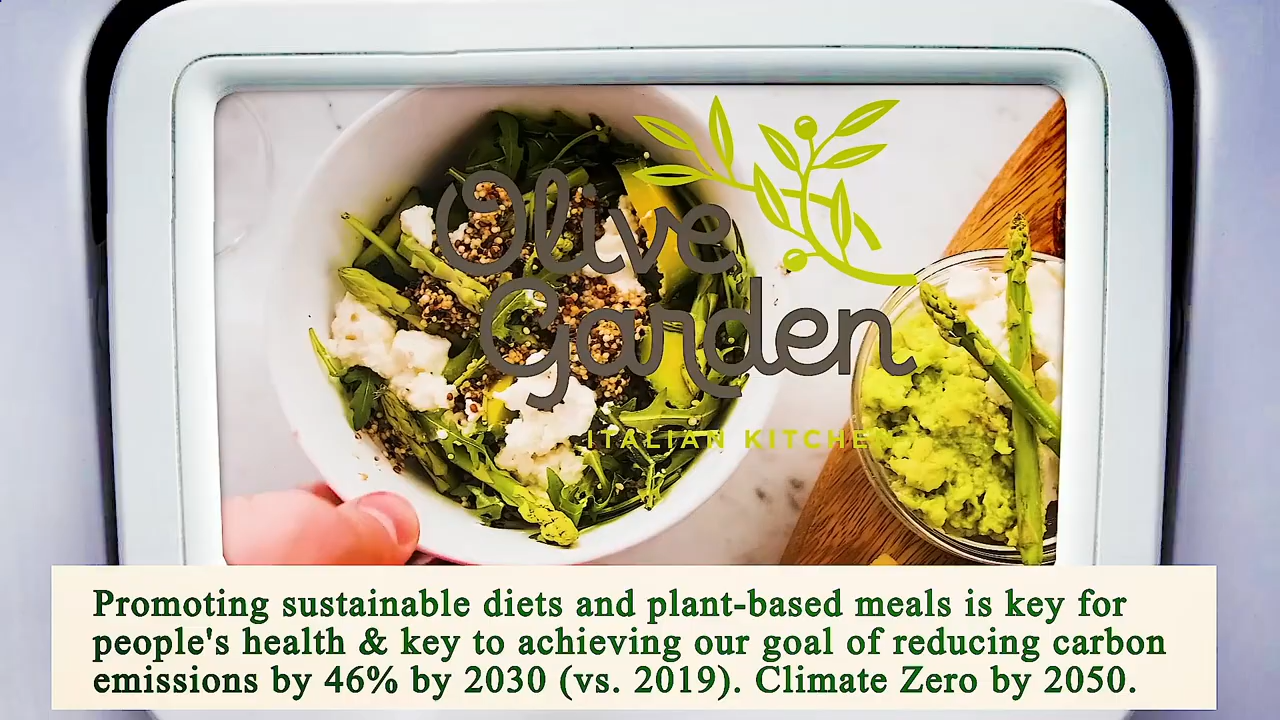 Olive
Garden
ITALIAN KITCHEN
Promoting sustainable diets and plant-based meals is key for
people's health & key to achieving our goal of reducing carbon
emissions by 46% by 2030 (vs. 2019). Climate Zero by 2050.